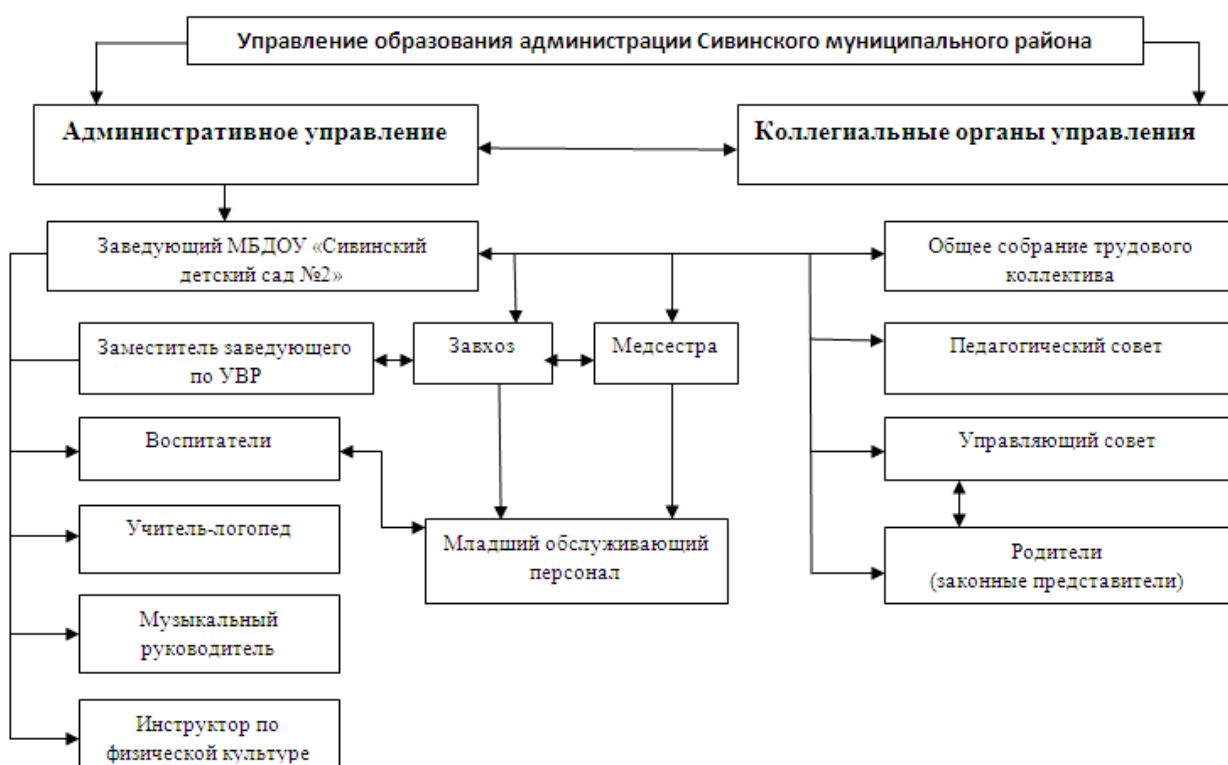 Управление образования администрации Сивинского муниципального района
Административное управление
Коллегиальные органы управления
Заведующий МБДОУ «Сивинский
детский сад №2»
Общее собрание трудового
коллектива
Заместитель заведующего
по УВР
Завхоз
Медсестра
Педагогический совет
Воспитатели
Управляющий совет
Учитель-логопед
Младший обслуживающий
персонал
Родители
(законные представители)
Музыкальный
руководитель
Инструктор по
физической культуре